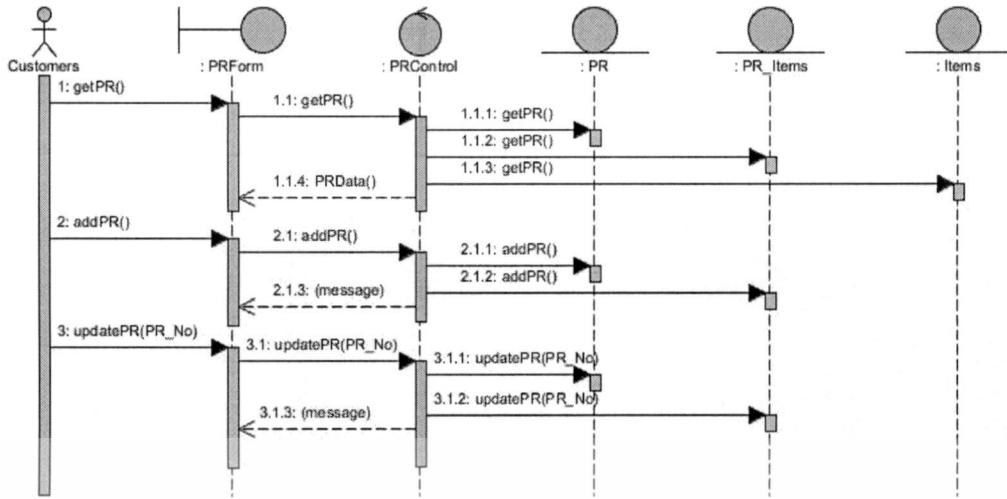 Customers
: PRForm
: PRControl
: PR
: PR_Items
: Items
1: getPR()
1.1: getPR()
1.1.1: getPR()
1.1.2: getPR()
1.1.3: getPR()
1.1.4: PRData()
2: addPR()
2.1: addPR()
2.1.1: addPR()
2.1.2: addPR()
2.1.3: (message)
3: updatePR(PR_No)
3.1: updatePR(PR_No)
3.1.1: updatePR(PR_No)
3.1.2: updatePR(PR_No)
3.1.3: (message)